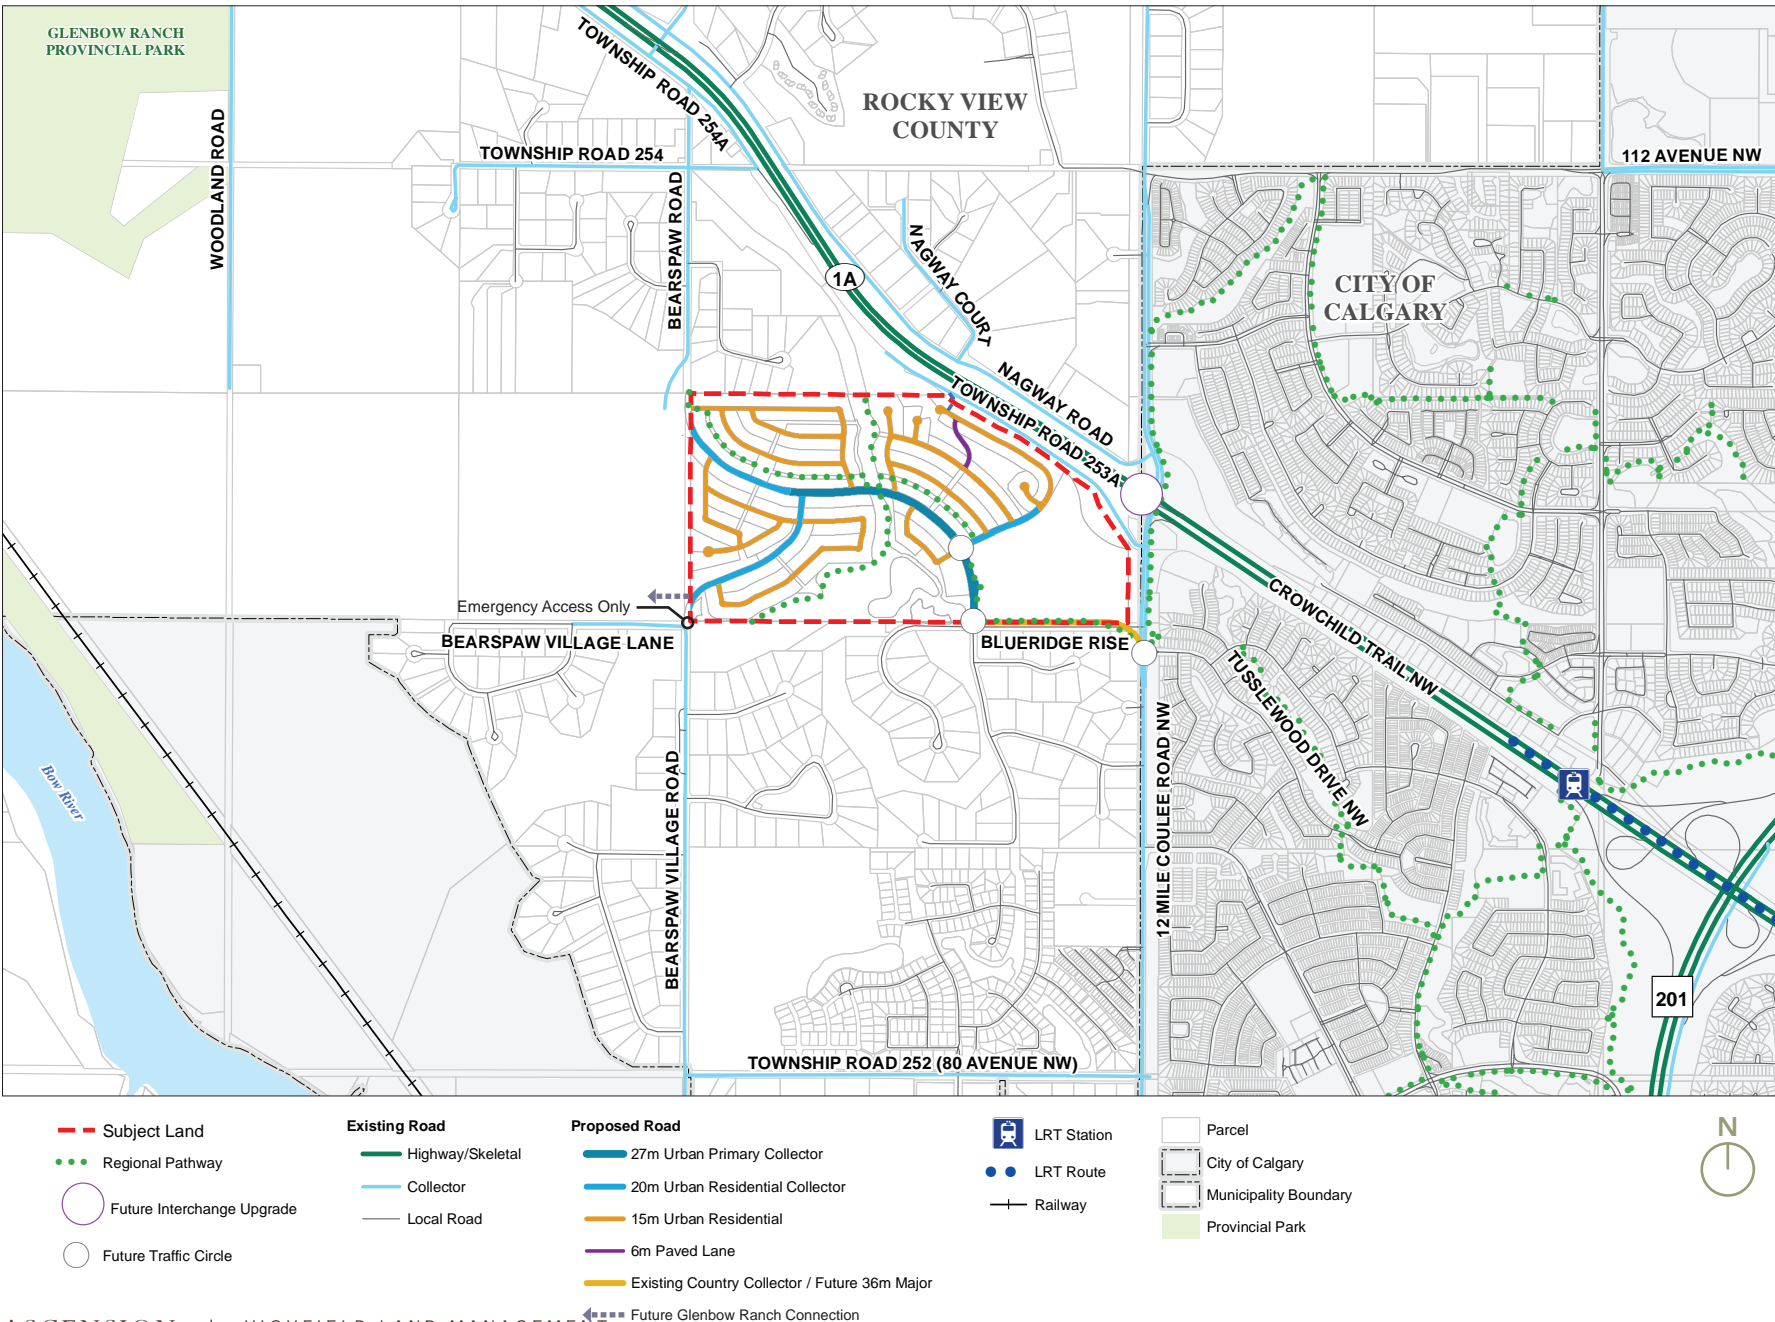 GLENBOW RANCH
PROVINCIAL PARK
WOODLAND ROAD
TOWNSHIP ROAD 254A
TOWNSHIP ROAD 254
BEARSPAW ROAD
ROCKY VIEW
COUNTY
1A
NAGWAY COURT
NAGWAY ROAD
TOWNSHIP ROAD 253A
112 AVENUE NW
CITY OF
CALGARY
Emergency Access Only
BEARSPAW VILLAGE LANE
BLUERIDGE RISE
CROWCHILD TRAIL NW
TUSSLEWOOD DRIVE NW
12 MILE COULEE ROAD NW
BEARSPAW VILLAGE ROAD
Bow River
201
TOWNSHIP ROAD 252 (80 AVENUE NW)
Subject Land
Regional Pathway
Future Interchange Upgrade
Future Traffic Circle
Existing Road
Highway/Skeletal
Collector
Local Road
Proposed Road
27m Urban Primary Collector
20m Urban Residential Collector
15m Urban Residential
6m Paved Lane
Existing Country Collector / Future 36m Major
Future Glenbow Ranch Connection
LRT Station
LRT Route
Railway
Parcel
City of Calgary
Municipality Boundary
Provincial Park
N
ASCENSION | HIGHFIELD LAND MANAGEMENT